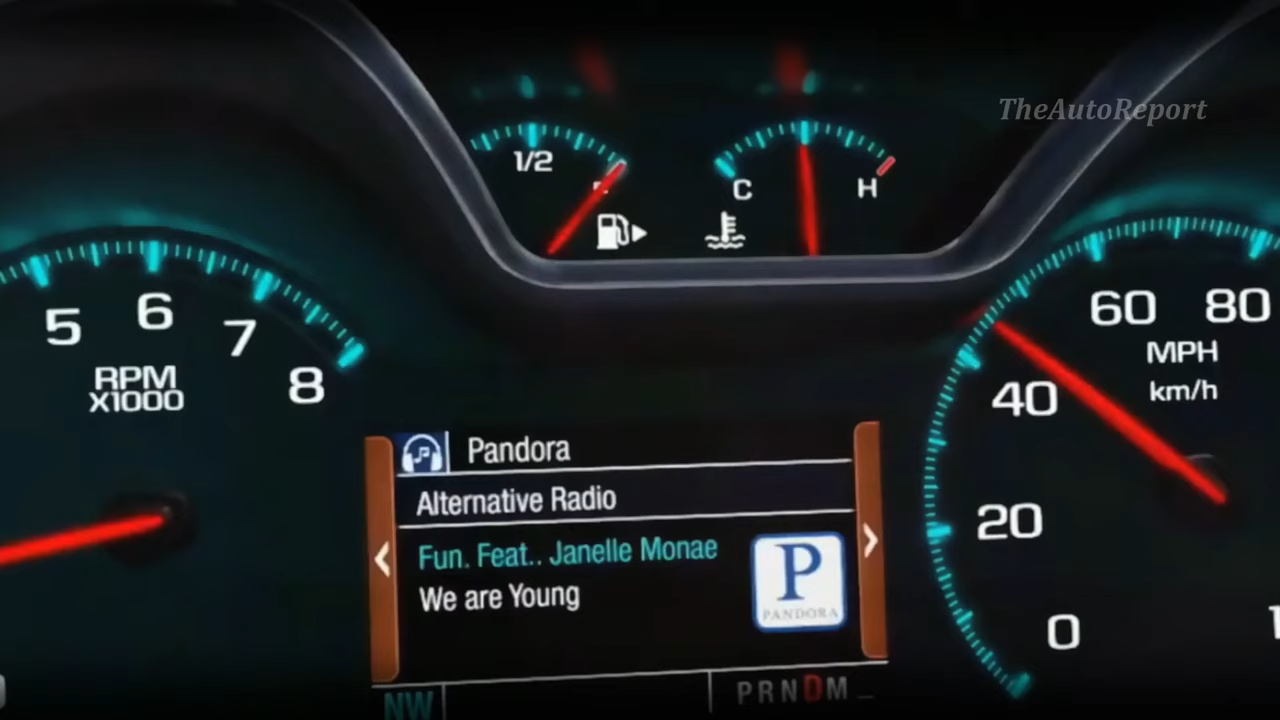 TheAutoReport
1/2
C
H
5
6
7
8
RPM
X1000
60
80
MPH
km/h
40
20
0
Pandora
Alternative Radio
Fun. Feat.. Janelle Monae
We are Young
P
PANDORA
NW
PRNDM